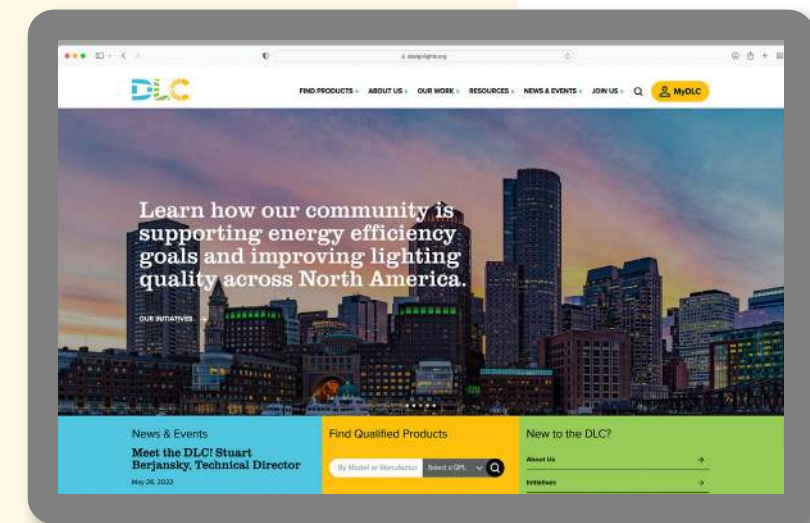 designlights.org
DLC
FIND PRODUCTS ABOUT US OUR WORK RESOURCES NEWS & EVENTS JOIN US MyDLC
Learn how our community is
supporting energy efficiency
goals and improving lighting
quality across North America.
OUR INITIATIVES →
News & Events
Meet the DLC! Stuart
Berjansky, Technical Director
May 26, 2022
Find Qualified Products
By Model or Manufactur Select a QPL
New to the DLC?
About Us →
Initiatives →